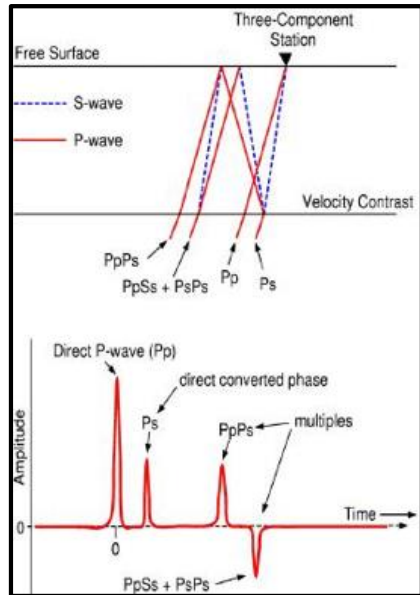 Three-Component
Station
Free Surface
S-wave
P-wave
Velocity Contrast
PpPs
PpSs + PsPs
Pp
Ps
Direct P-wave (Pp)
direct converted phase
Ps
PpPs
multiples
Amplitude
Time
0
0
PpSs + PsPs